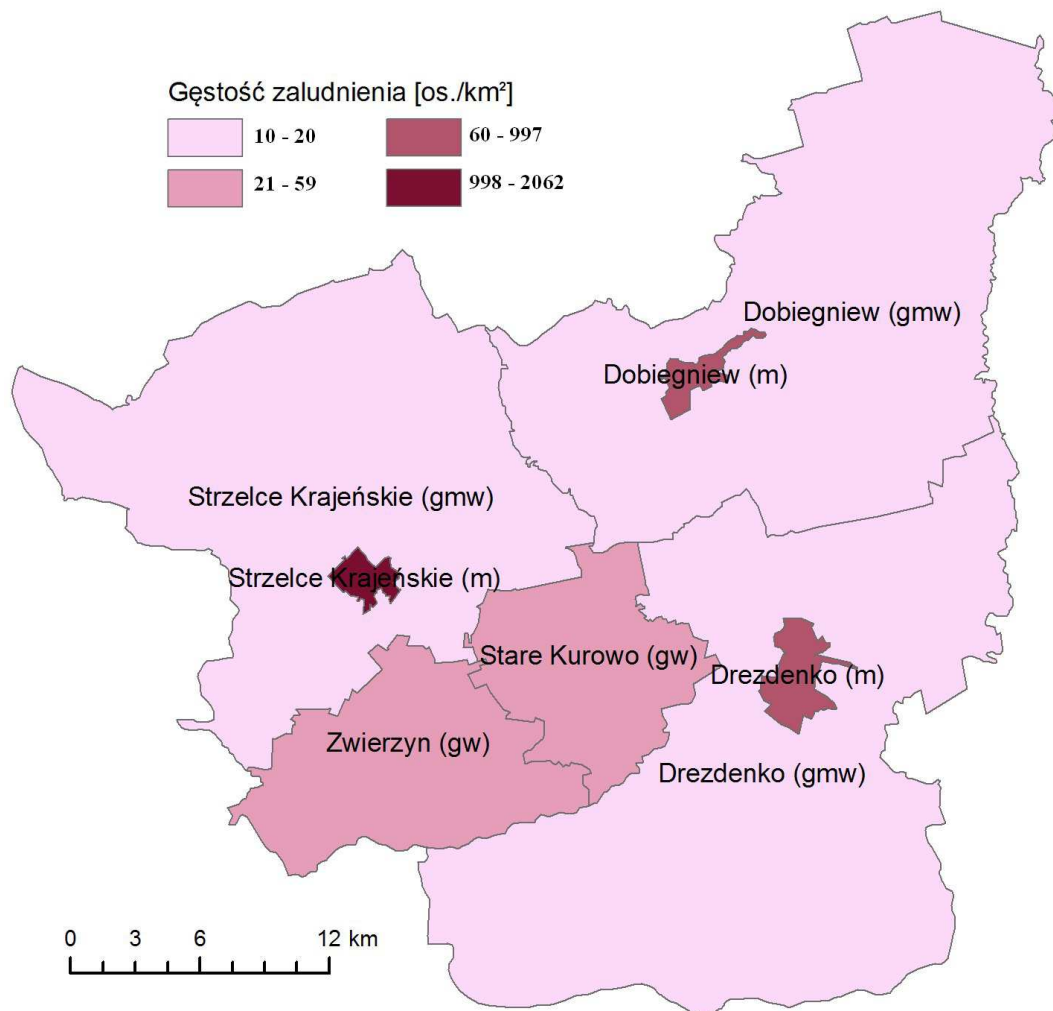 Gęstość zaludnienia [os./km²]
10 - 20
60 - 997
21 - 59
998 - 2062
Dobiegniew (gmw)
Dobiegniew (m)
Strzelce Krajeńskie (gmw)
Strzelce Krajeńskie (m)
Stare Kurowo (gw)
Drezdenko (m)
Zwierzyn (gw)
Drezdenko (gmw)
0 3 6 12 km